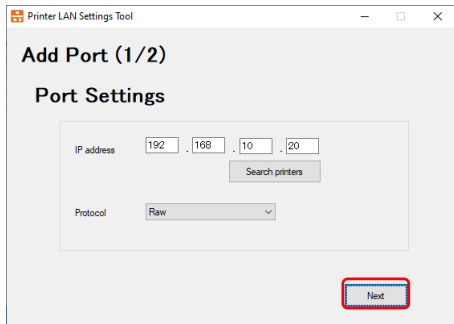 Printer LAN Settings Tool
Add Port (1/2)
Port Settings
IP address 192 . 168 . 10 . 20
Search printers
Protocol Raw
Next